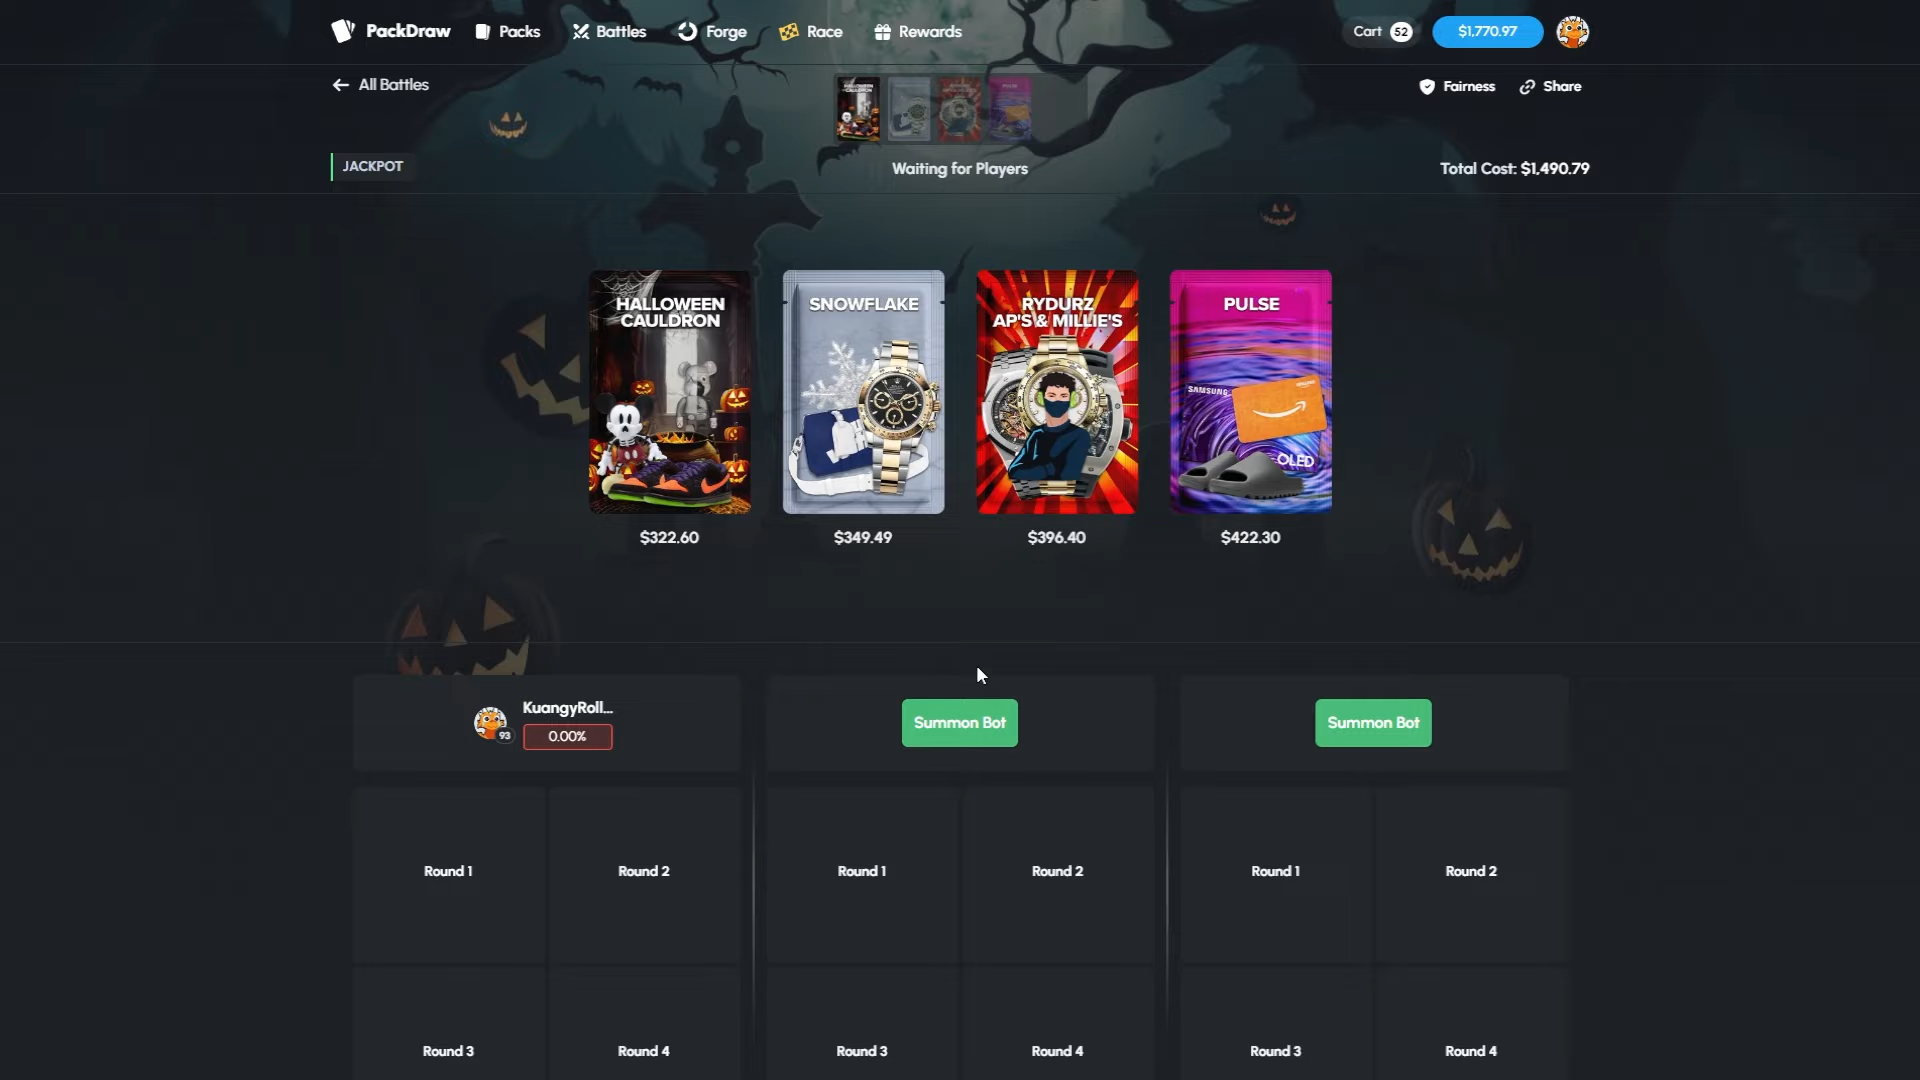 PackDraw
Packs
Battles
Forge
Race
Rewards
Cart 52
$1,770.97
All Battles
Fairness
Share
JACKPOT
Waiting for Players
Total Cost: $1,490.79
HALLOWEEN
CAULDRON
SNOWFLAKE
RYDURZ
AP'S & MILLIE'S
PULSE
SAMSUNG
amazon
OLED
$322.60
$349.49
$396.40
$422.30
KuangyRoll...
93
0.00%
Summon Bot
Summon Bot
Round 1
Round 2
Round 1
Round 2
Round 1
Round 2
Round 3
Round 4
Round 3
Round 4
Round 3
Round 4